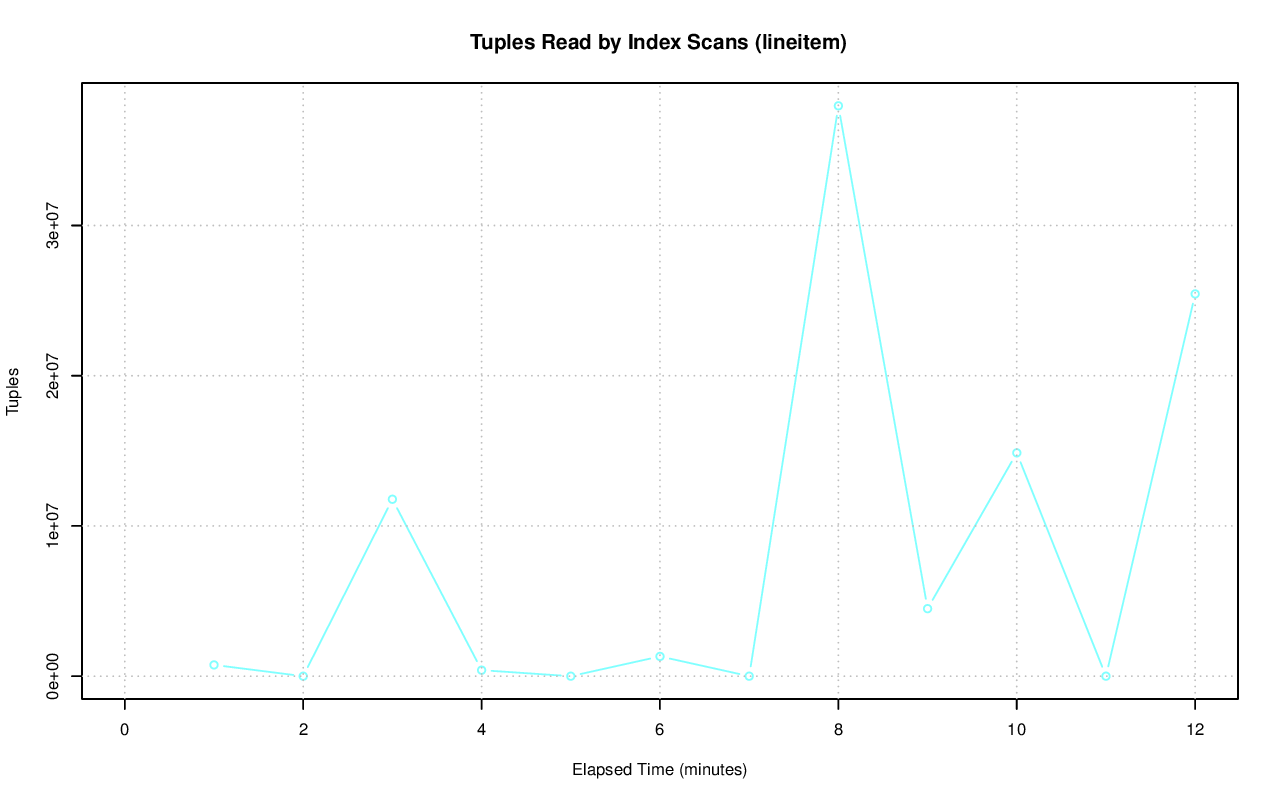 Tuples Read by Index Scans (lineitem)
Tuples
3e+07
2e+07
1e+07
0e+00
0 2 4 6 8 10 12
Elapsed Time (minutes)